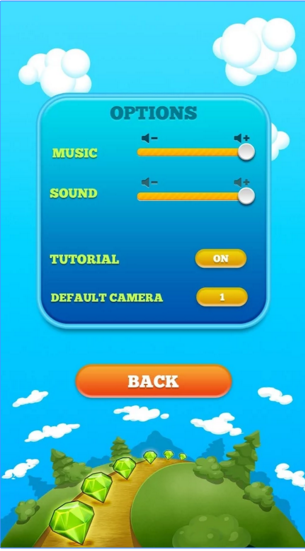 OPTIONS
MUSIC
SOUND
TUTORIAL ON
DEFAULT CAMERA 1
BACK